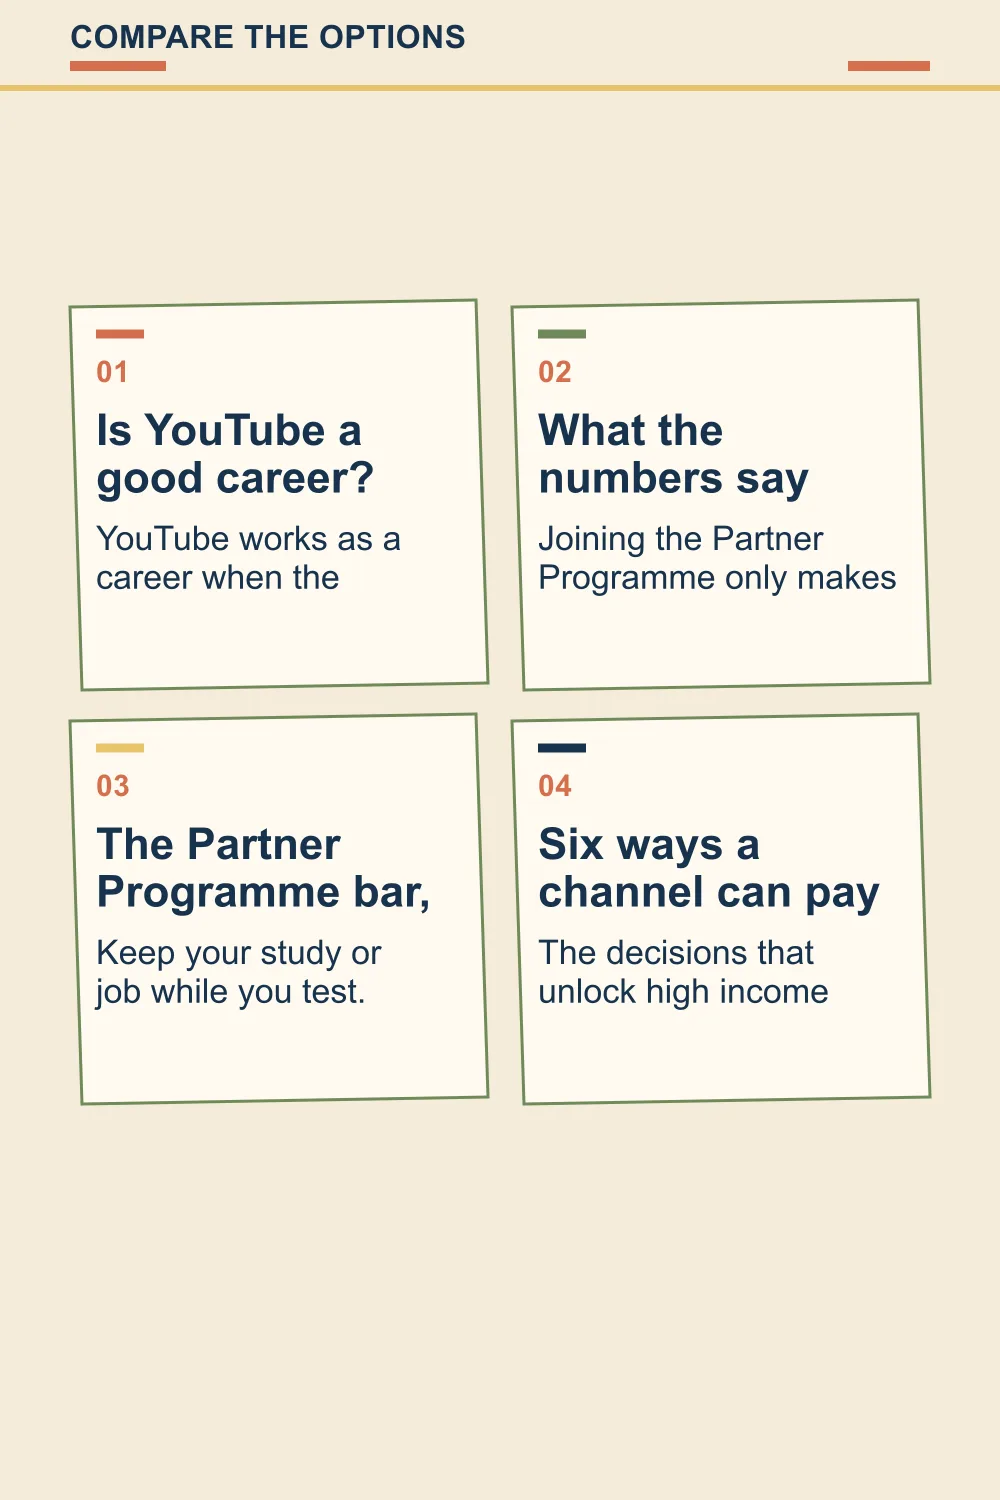 COMPARE THE OPTIONS
01
Is YouTube a
good career?
YouTube works as a
career when the
02
What the
numbers say
Joining the Partner
Programme only makes
03
The Partner
Programme bar,
Keep your study or
job while you test.
04
Six ways a
channel can pay
The decisions that
unlock high income